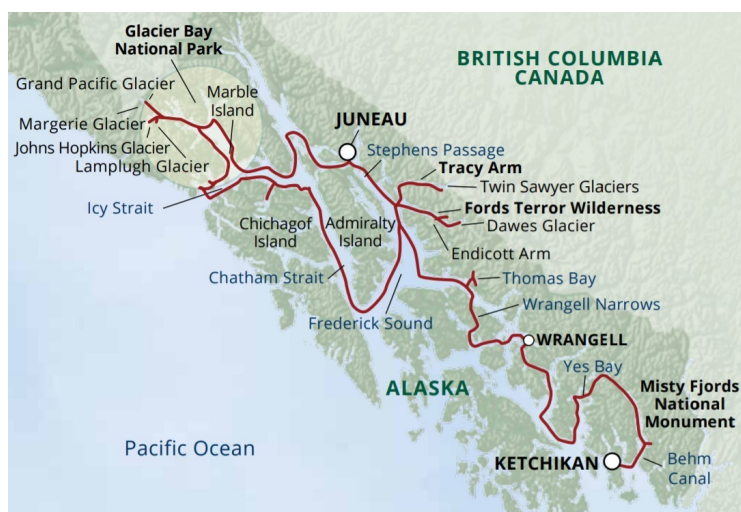 Glacier Bay
National Park
BRITISH COLUMBIA
CANADA
Grand Pacific Glacier
Marble
Island
Margerie Glacier
JUNEAU
Johns Hopkins Glacier
Stephens Passage
Lamplugh Glacier
Tracy Arm
Twin Sawyer Glaciers
Icy Strait
Fords Terror Wilderness
Chichagof
Island
Admiralty
Island
Dawes Glacier
Endicott Arm
Chatham Strait
Thomas Bay
Wrangell Narrows
Frederick Sound
WRANGELL
Yes Bay
ALASKA
Misty Fjords
National
Monument
Pacific Ocean
KETCHIKAN
Behm
Canal